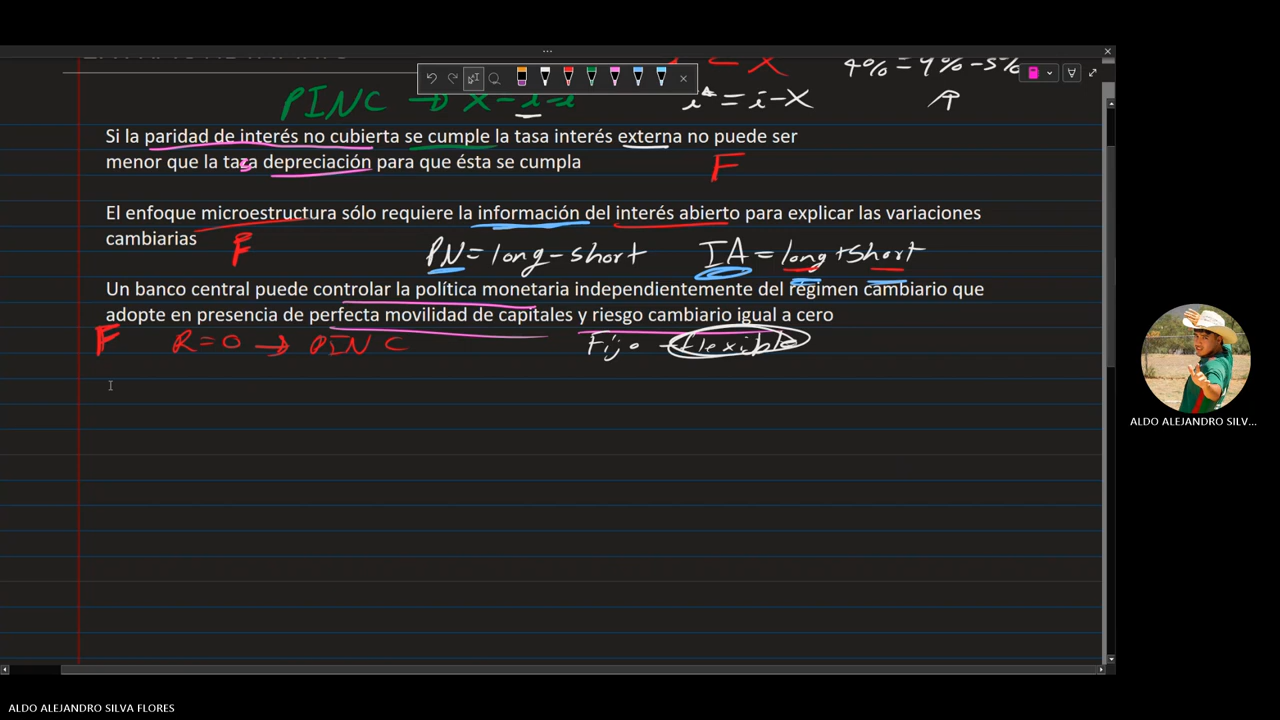 i* < X
4% = 9% - 5%
PINC → X = i - i
i* = i - X
Si la paridad de interés no cubierta se cumple la tasa interés externa no puede ser
menor que la tasa depreciación para que ésta se cumpla
F
El enfoque microestructura sólo requiere la información del interés abierto para explicar las variaciones
cambiarias
F
PN = long - short
IA = long + short
Un banco central puede controlar la política monetaria independientemente del régimen cambiario que
adopte en presencia de perfecta movilidad de capitales y riesgo cambiario igual a cero
F
R = 0 → PINC
Fijo - flexible
ALDO ALEJANDRO SILV...
ALDO ALEJANDRO SILVA FLORES